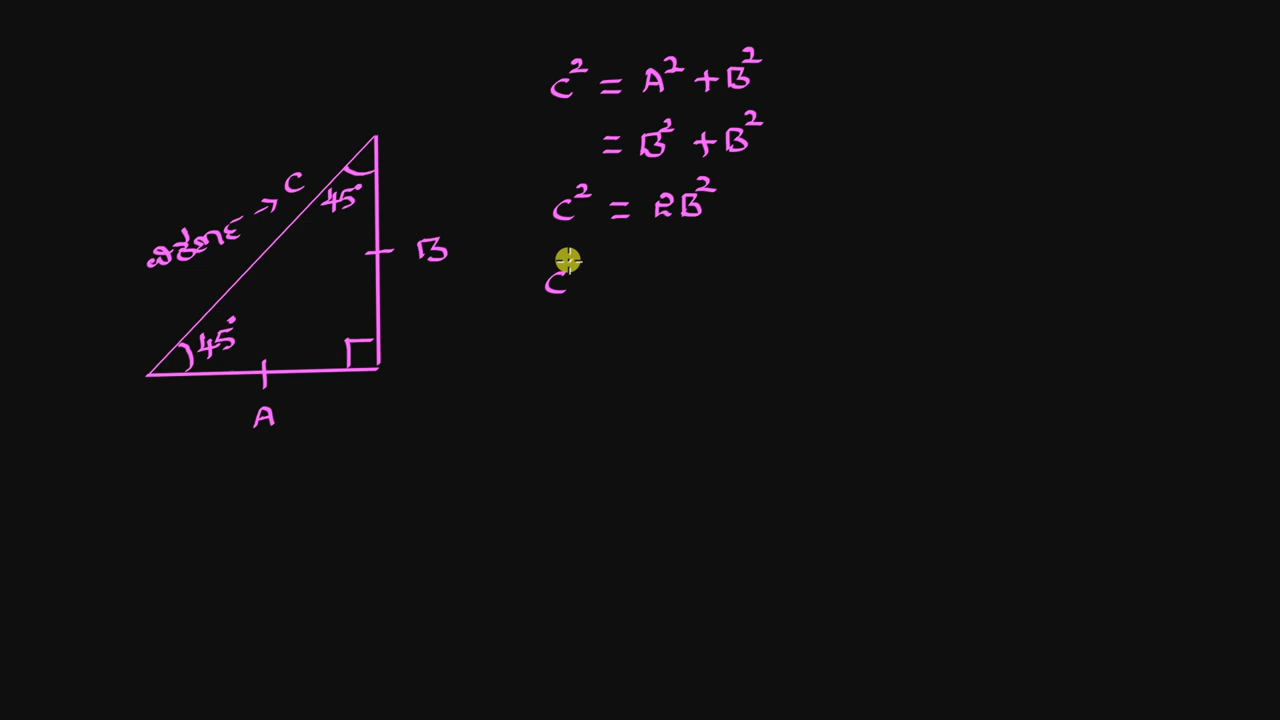 C² = A² + B²
= B² + B²
C² = 2B²
C
ವಿಕರ್ಣ → C
45°
B
45°
A